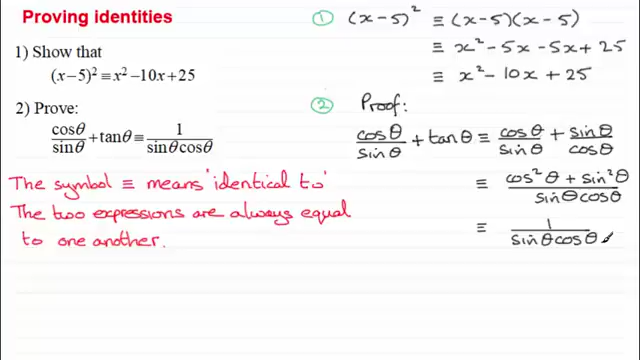 Proving identities
1) Show that
(x−5)² ≡ x² −10x+25
2) Prove:
cosθ/sinθ + tanθ ≡ 1/sinθcosθ
The symbol ≡ means 'identical to'
The two expressions are always equal
to one another.
① (x−5)² ≡ (x−5)(x−5)
≡ x² −5x −5x + 25
≡ x² − 10x + 25
② Proof:
cosθ/sinθ + tanθ ≡ cosθ/sinθ + sinθ/cosθ
≡ cos²θ + sin²θ/sinθcosθ
≡ 1/sinθcosθ